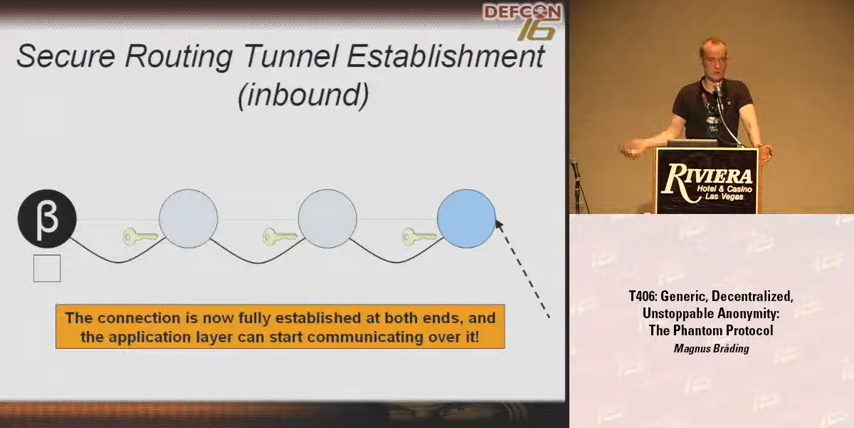 DEFCON
16
Secure Routing Tunnel Establishment
(inbound)
β
The connection is now fully established at both ends, and
the application layer can start communicating over it!
RIVIERA
Hotel & Casino
Las Vegas
T406: Generic, Decentralized,
Unstoppable Anonymity:
The Phantom Protocol
Magnus Bråding